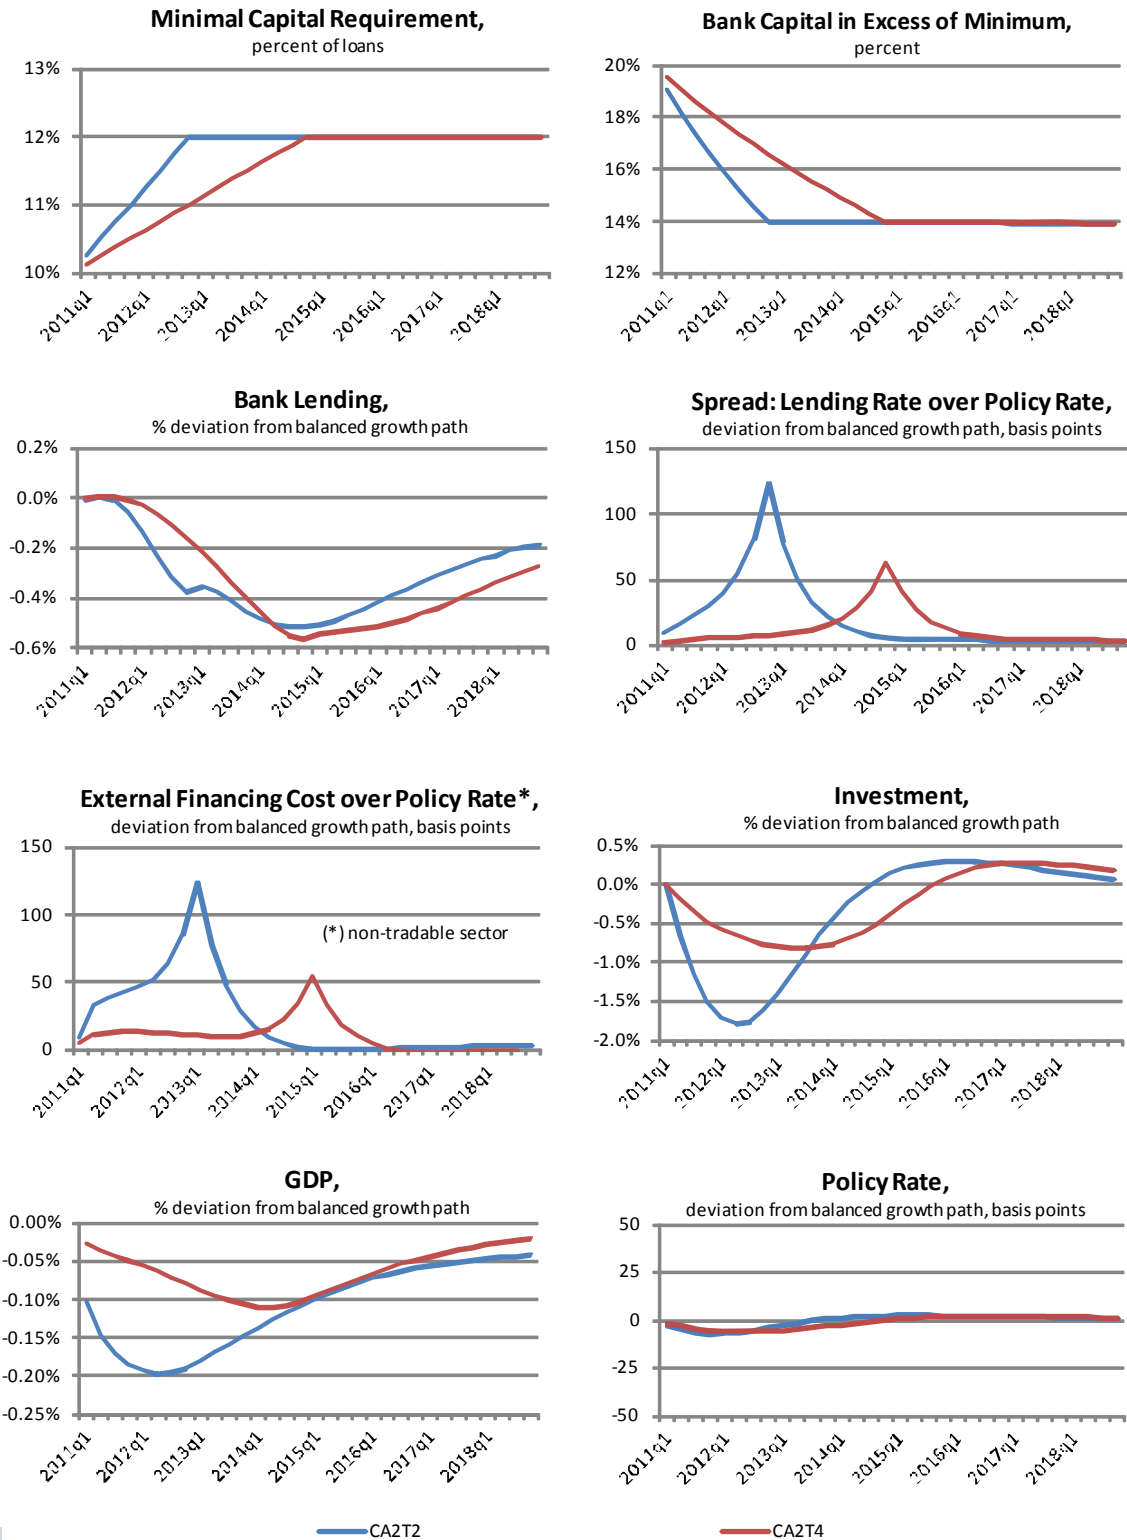 Minimal Capital Requirement,
percent of loans
13%
12%
11%
10%
2011q1 2012q1 2013q1 2014q1 2015q1 2016q1 2017q1 2018q1
Bank Capital in Excess of Minimum,
percent
20%
18%
16%
14%
12%
2011q1 2012q1 2013q1 2014q1 2015q1 2016q1 2017q1 2018q1
Bank Lending,
% deviation from balanced growth path
0.2%
0.0%
-0.2%
-0.4%
-0.6%
2011q1 2012q1 2013q1 2014q1 2015q1 2016q1 2017q1 2018q1
Spread: Lending Rate over Policy Rate,
deviation from balanced growth path, basis points
150
100
50
0
2011q1 2012q1 2013q1 2014q1 2015q1 2016q1 2017q1 2018q1
External Financing Cost over Policy Rate*,
deviation from balanced growth path, basis points
150
100
(*) non-tradable sector
50
0
2011q1 2012q1 2013q1 2014q1 2015q1 2016q1 2017q1 2018q1
Investment,
% deviation from balanced growth path
0.5%
0.0%
-0.5%
-1.0%
-1.5%
-2.0%
2011q1 2012q1 2013q1 2014q1 2015q1 2016q1 2017q1 2018q1
GDP,
% deviation from balanced growth path
0.00%
-0.05%
-0.10%
-0.15%
-0.20%
-0.25%
2011q1 2012q1 2013q1 2014q1 2015q1 2016q1 2017q1 2018q1
Policy Rate,
deviation from balanced growth path, basis points
50
25
0
-25
-50
2011q1 2012q1 2013q1 2014q1 2015q1 2016q1 2017q1 2018q1
CA2T2 CA2T4